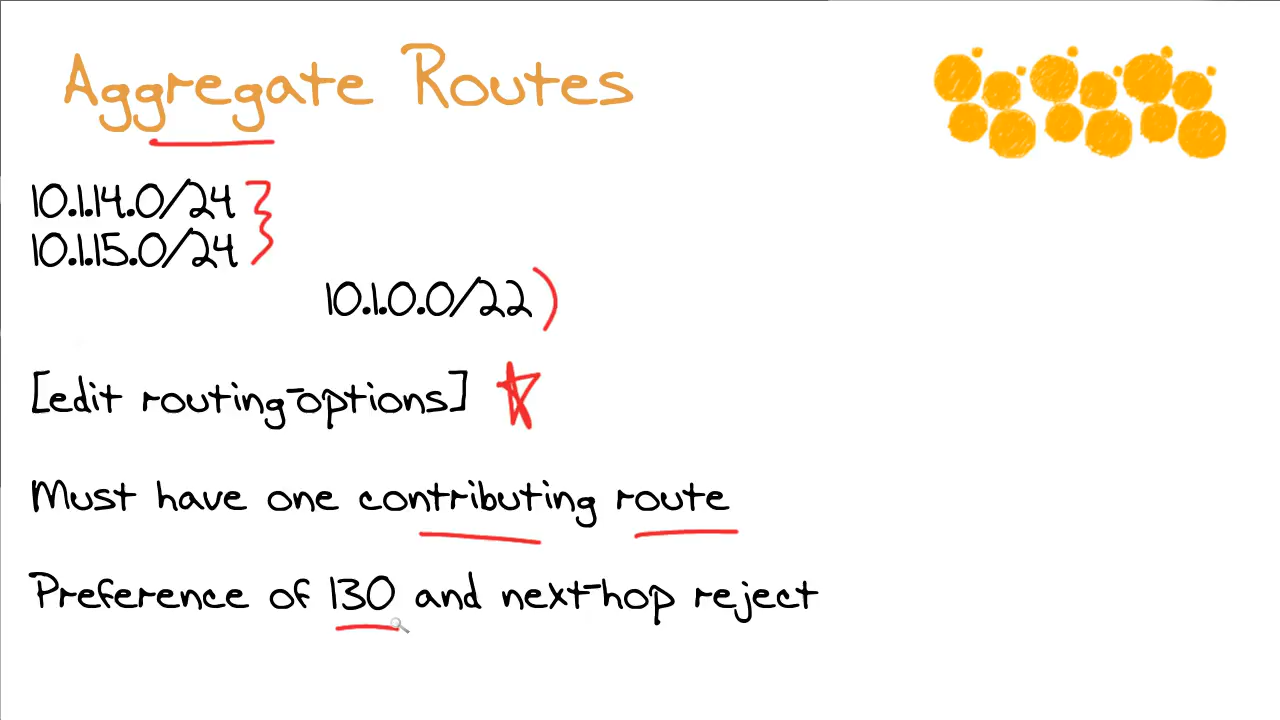 Aggregate Routes
10.1.14.0/24
10.1.15.0/24
10.1.0.0/22
[edit routing-options]
Must have one contributing route
Preference of 130 and next-hop reject